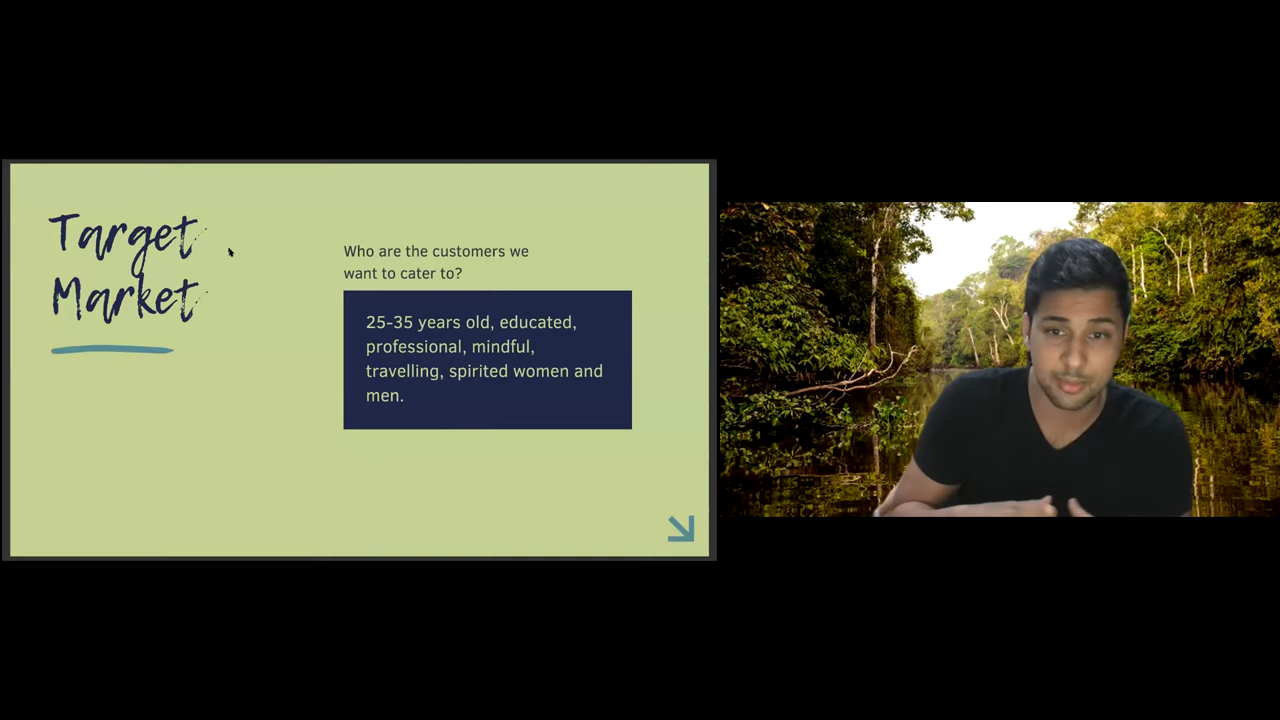 Target
Market
Who are the customers we
want to cater to?
25-35 years old, educated,
professional, mindful,
travelling, spirited women and
men.